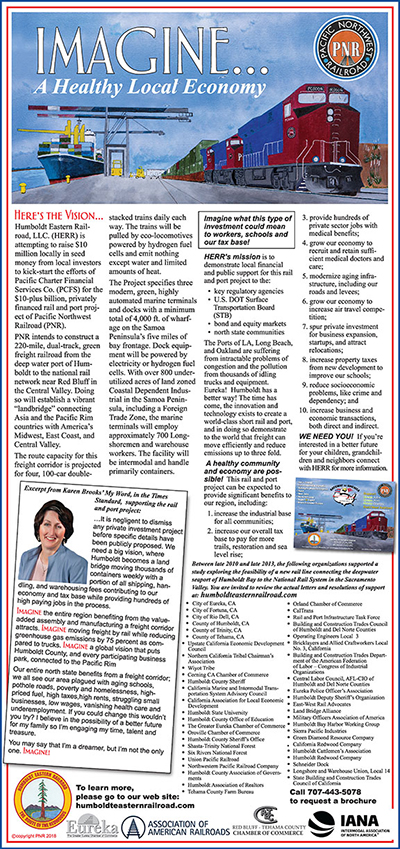 IMAGINE...
A Healthy Local Economy
PACIFIC NORTHWEST
PNR
RAILROAD
HERE'S THE VISION...
Humboldt Eastern Rail-
road, LLC. (HERR) is
attempting to raise $10
million locally in seed
money from local investors
to kick-start the efforts of
Pacific Charter Financial
Services Co. (PCFS) for the
$10-plus billion, privately
financed rail and port proj-
ect of Pacific Northwest
Railroad (PNR).
PNR intends to construct a
220-mile, dual-track, green
freight railroad from the
deep water port of Hum-
boldt to the national rail
network near Red Bluff in
the Central Valley. Doing
so will establish a vibrant
"landbridge" connecting
Asia and the Pacific Rim
countries with America's
Midwest, East Coast, and
Central Valley.
The route capacity for this
freight corridor is projected
for four, 100-car double-
stacked trains daily each
way. The trains will be
pulled by eco-locomotives
powered by hydrogen fuel
cells and emit nothing
except water and limited
amounts of heat.
The Project specifies three
modern, green, highly
automated marine terminals
and docks with a minimum
total of 4,000 ft. of wharf-
age on the Samoa
Peninsula's five miles of
bay frontage. Dock equip-
ment will be powered by
electricity or hydrogen fuel
cells. With over 800 under-
utilized acres of land zoned
Coastal Dependent Indus-
trial in the Samoa Penin-
sula, including a Foreign
Trade Zone, the marine
terminals will employ
approximately 700 Long-
shoremen and warehouse
workers. The facility will
be intermodal and handle
primarily containers.
Imagine what this type of
investment could mean
to workers, schools and
our tax base!
HERR's mission is to
demonstrate local financial
and public support for this rail
and port project to the:
• key regulatory agencies
• U.S. DOT Surface
Transportation Board
(STB)
• bond and equity markets
• north state communities
The Ports of LA, Long Beach,
and Oakland are suffering
from intractable problems of
congestion and the pollution
from thousands of idling
trucks and equipment.
Eureka! Humboldt has a
better way! The time has
come, the innovation and
technology exists to create a
world-class short rail and port,
and in doing so demonstrate
to the world that freight can
move efficiently and reduce
emissions up to three fold.
A healthy community
and economy are pos-
sible! This rail and port
project can be expected to
provide significant benefits to
our region, including:
1. increase the industrial base
for all communities;
2. increase our overall tax
base to pay for more
trails, restoration and sea
level rise;
3. provide hundreds of
private sector jobs with
medical benefits;
4. grow our economy to
recruit and retain suffi-
cient medical doctors and
care;
5. modernize aging infra-
structure, including our
roads and levees;
6. grow our economy to
increase air travel compe-
tition;
7. spur private investment
for business expansion,
startups, and attract
relocations;
8. increase property taxes
from new development to
improve our schools;
9. reduce socioeconomic
problems, like crime and
dependency; and
10. increase business and
economic transactions,
both direct and indirect.
WE NEED YOU! If you're
interested in a better future
for your children, grandchil-
dren and neighbors connect
with HERR for more information.
Excerpt from Karen Brooks' My Word, in the Times
Standard, supporting the rail
and port project:
...It is negligent to dismiss
any private investment project
before specific details have
been publicly exposed. We
need a big vision, where
Humboldt becomes a land
bridge moving thousands of
containers weekly with a
portion of all shipping, han-
dling, and warehousing fees contributing to our
economy and tax base while providing hundreds of
high paying jobs in the process.
IMAGINE the entire region benefiting from the value-
added assembly and manufacturing a freight corridor
attracts. IMAGINE moving freight by rail while reducing
greenhouse gas emissions by 75 percent as com-
pared to trucks. IMAGINE a global vision that puts
Humboldt County, and every participating business
park, connected to the Pacific Rim
Our entire north state benefits from a freight corridor;
we all see our area plagued with aging schools,
pothole roads, poverty and homelessness, high-
priced fuel, high taxes, high rents, struggling small
businesses, low wages, vanishing health care and
underemployment. If you could change this wouldn't
you try? I believe in the possibility of a better future
for my family so I'm engaging my time, talent and
treasure.
You may say that I'm a dreamer, but I'm not the only
one. IMAGINE!
Between late 2010 and late 2013, the following organizations supported a
study exploring the feasibility of a new rail line connecting the deepwater
seaport of Humboldt Bay to the National Rail System in the Sacramento
Valley. You are invited to review the actual letters and resolutions of support
at: humboldteasternrailroad.com
• City of Eureka, CA
• City of Fortuna, CA
• City of Rio Dell, CA
• County of Humboldt, CA
• County of Trinity, CA
• County of Tehama, CA
• Upstate California Economic Development
Council
• Northern California Tribal Chairman's
Association
• Wiyot Tribe
• Corning CA Chamber of Commerce
• Humboldt County Sheriff
• California Marine and Intermodal Trans-
portation System Advisory Council
• California Association for Local Economic
Development
• Humboldt State University
• Humboldt County Office of Education
• The Greater Eureka Chamber of Commerce
• Oroville Chamber of Commerce
• Humboldt County Sheriff's Office
• Shasta-Trinity National Forest
• Six Rivers National Forest
• Union Pacific Railroad
• Northwestern Pacific Railroad Company
• Humboldt County Association of Govern-
ments
• Humboldt Association of Realtors
• Tehama County Farm Bureau
• Orland Chamber of Commerce
• CalTrans
• Rail and Port Infrastructure Task Force
• Building and Construction Trades Council
of Humboldt and Del Norte Counties
• Operating Engineers Local 3
• Bricklayers and Allied Craftworkers Local
No. 3, California
• Building and Construction Trades Depart-
ment of the American Federation
of Labor - Congress of Industrial
Organizations
• Central Labor Council, AFL-CIO of
Humboldt and Del Norte Counties
• Eureka Police Officer's Association
• Humboldt Deputy Sheriff's Organization
• East-West Rail Advocates
• Land Bridge Alliance
• Military Officers Association of America
• Humboldt Bay Harbor Working Group
• Sierra Pacific Industries
• Green Diamond Resource Company
• California Redwood Company
• Humboldt Cattlemen's Association
• Humboldt Redwood Company
• Schneider Dock
• Longshore and Warehouse Union, Local 14
• State Building and Construction Trades
Council of California
To learn more,
please go to our web site:
humboldteasternrailroad.com
Call 707-443-5078
to request a brochure
HUMBOLDT EASTERN RAILROAD
©copyright PNR 2018
Eureka
ASSOCIATION OF
AMERICAN RAILROADS
RED BLUFF - TEHAMA COUNTY
CHAMBER OF COMMERCE
IANA
INTERMODAL ASSOCIATION
OF NORTH AMERICA